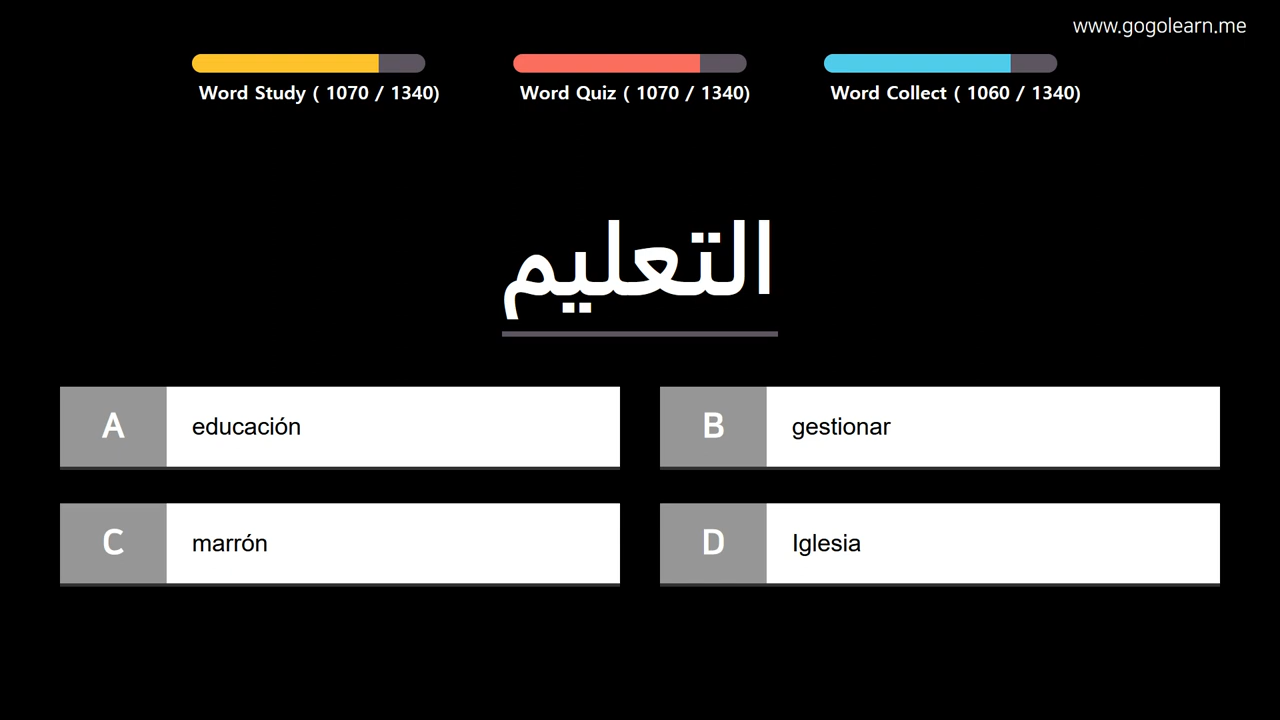 www.gogolearn.me
Word Study ( 1070 / 1340)
Word Quiz ( 1070 / 1340)
Word Collect ( 1060 / 1340)
التعليم
A educación
B gestionar
C marrón
D Iglesia